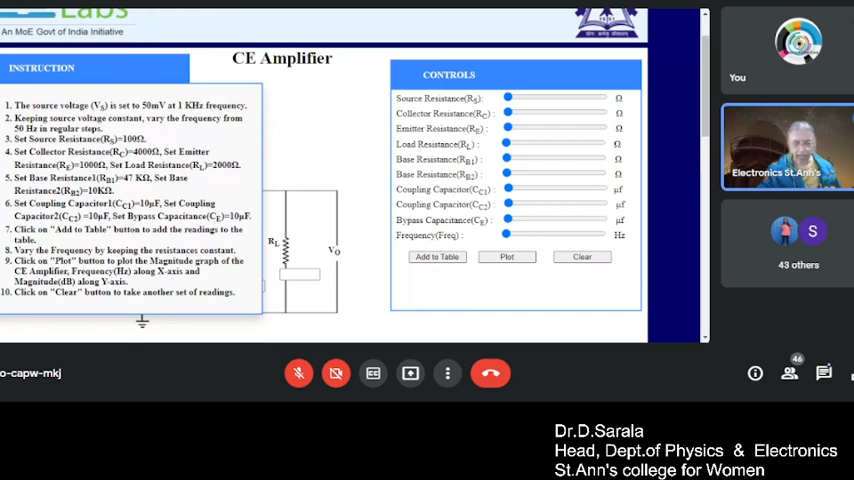 Labs
An MoE Govt of India Initiative
CE Amplifier
INSTRUCTION
1. The source voltage (VS) is set to 50mV at 1 KHz frequency.
2. Keeping source voltage constant, vary the frequency from
50 Hz in regular steps.
3. Set Source Resistance(RS)=100Ω.
4. Set Collector Resistance(RC)=4000Ω, Set Emitter
Resistance(RE)=1000Ω, Set Load Resistance(RL)=2000Ω.
5. Set Base Resistance1(RB1)=47 KΩ, Set Base
Resistance2(RB2)=10KΩ.
6. Set Coupling Capacitor1(CC1)=10μF, Set Coupling
Capacitor2(CC2) =10μF, Set Bypass Capacitance(CE)=10μF.
7. Click on "Add to Table" button to add the readings to the
table.
8. Vary the Frequency by keeping the resistances constant.
9. Click on "Plot" button to plot the Magnitude graph of the
CE Amplifier, Frequency(Hz) along X-axis and
Magnitude(dB) along Y-axis.
10. Click on "Clear" button to take another set of readings.
RL
VO
CONTROLS
Source Resistance(RS): Ω
Collector Resistance(RC): Ω
Emitter Resistance(RE): Ω
Load Resistance(RL): Ω
Base Resistance(RB1): Ω
Base Resistance(RB2): Ω
Coupling Capacitor(CC1): μf
Coupling Capacitor(CC2): μf
Bypass Capacitance(CE): μf
Frequency(Freq): Hz
Add to Table Plot Clear
You
Electronics St.Ann's
S
43 others
o-capw-mkj
46
Dr.D.Sarala
Head, Dept.of Physics & Electronics
St.Ann's college for Women